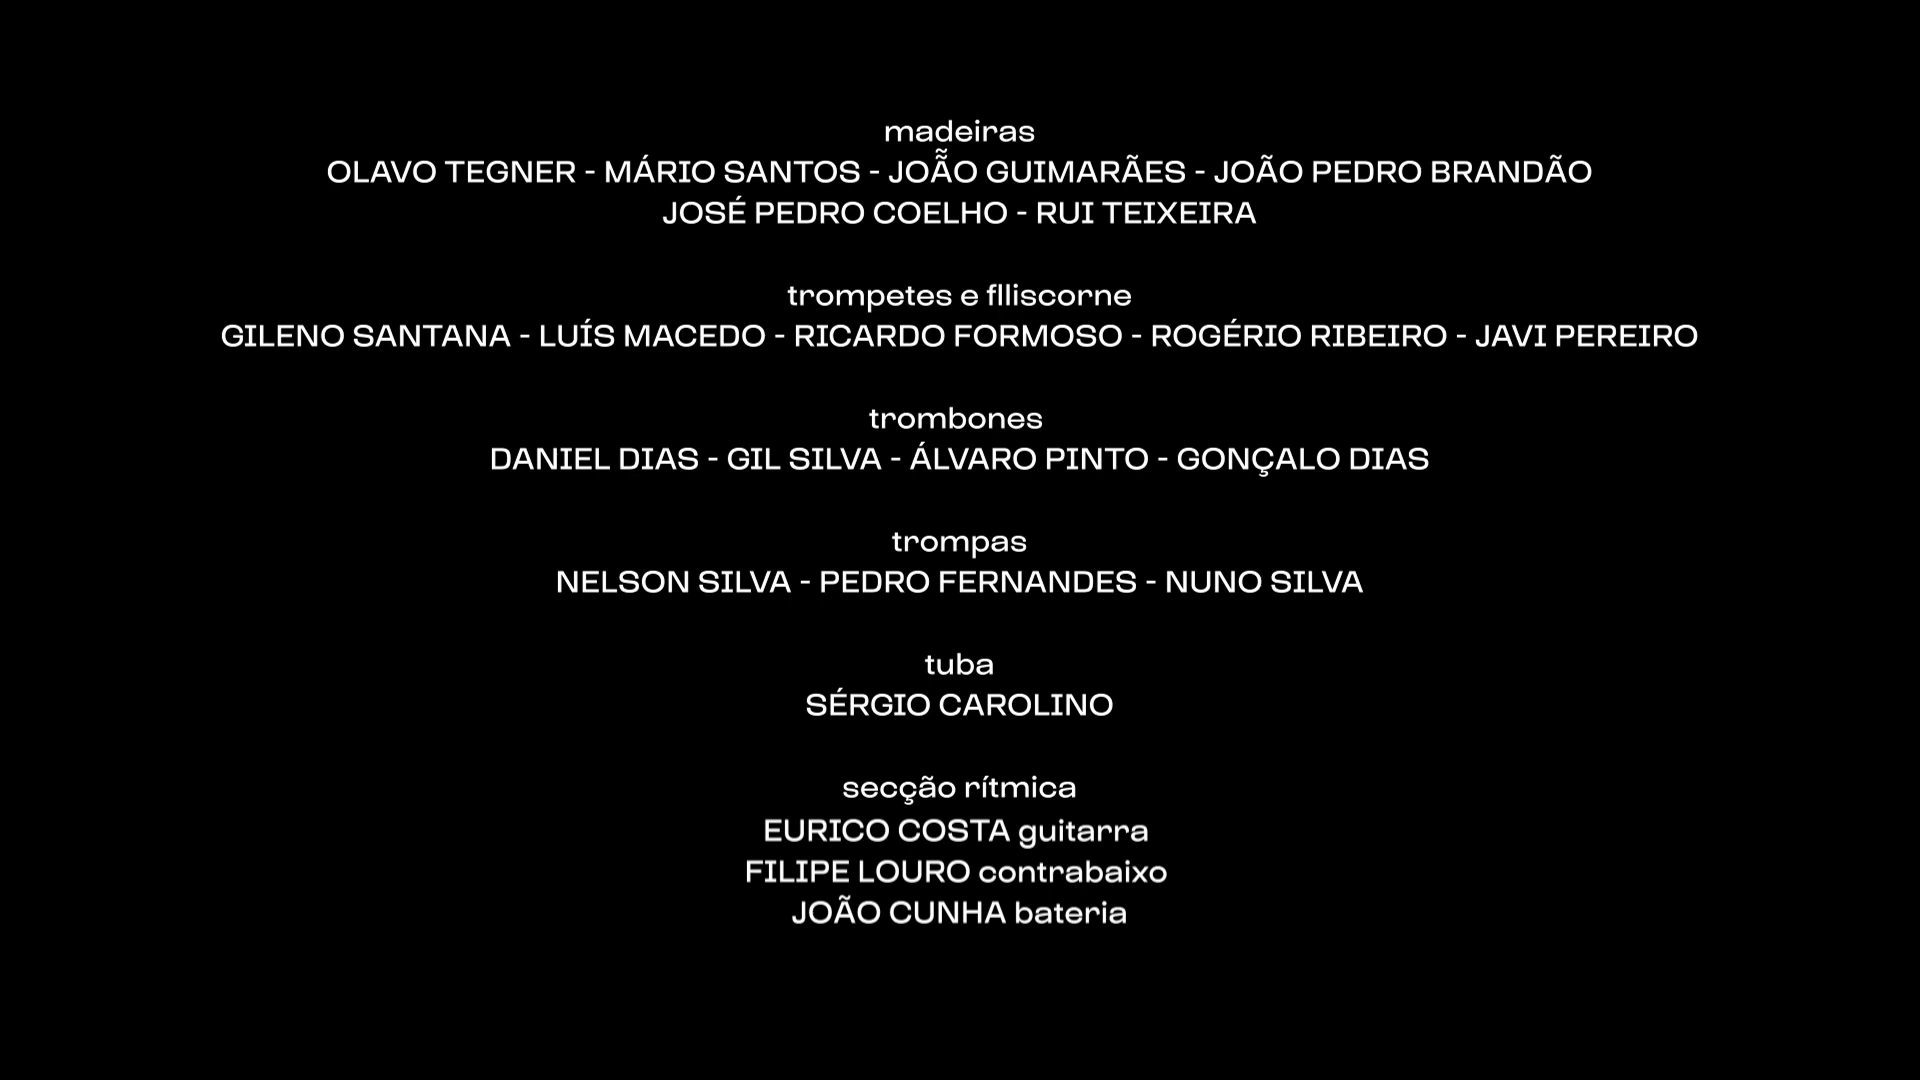 madeiras
OLAVO TEGNER - MÁRIO SANTOS - JOÃ̃O GUIMARÃES - JOÃO PEDRO BRANDÃO
JOSÉ PEDRO COELHO - RUI TEIXEIRA
trompetes e flliscorne
GILENO SANTANA - LUÍS MACEDO - RICARDO FORMOSO - ROGÉRIO RIBEIRO - JAVI PEREIRO
trombones
DANIEL DIAS - GIL SILVA - ÁLVARO PINTO - GONÇALO DIAS
trompas
NELSON SILVA - PEDRO FERNANDES - NUNO SILVA
tuba
SÉRGIO CAROLINO
secção rítmica
EURICO COSTA guitarra
FILIPE LOURO contrabaixo
JOÃO CUNHA bateria